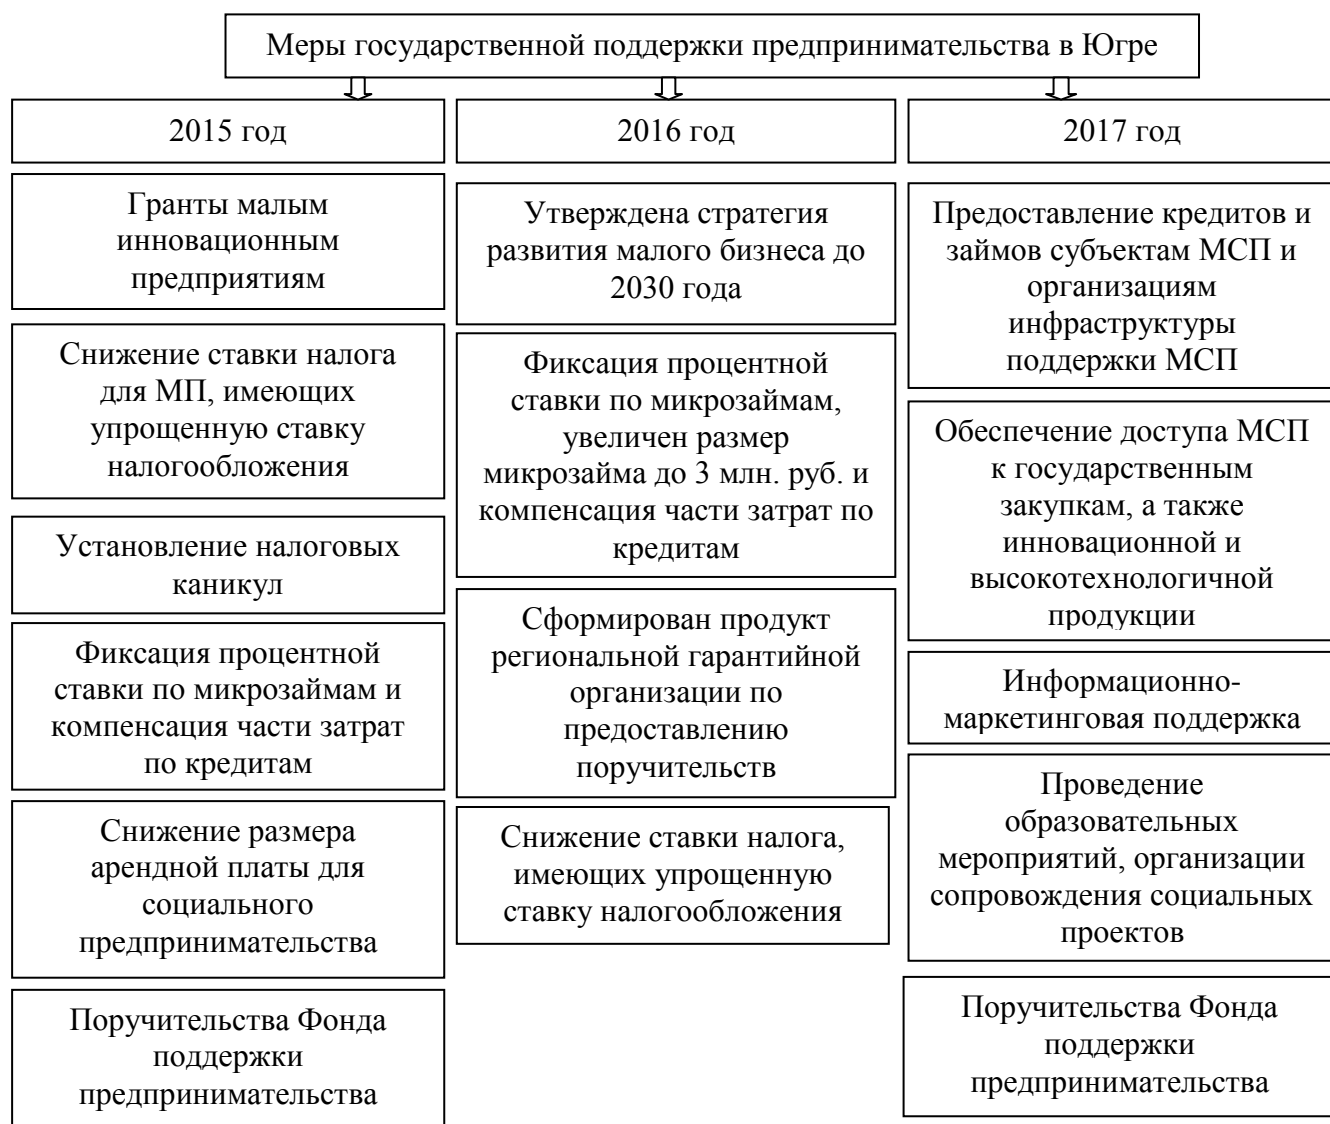 Меры государственной поддержки предпринимательства в Югре
2015 год
Гранты малым
инновационным
предприятиям
Снижение ставки налога
для МП, имеющих
упрощенную ставку
налогообложения
Установление налоговых
каникул
Фиксация процентной
ставки по микрозаймам и
компенсация части затрат
по кредитам
Снижение размера
арендной платы для
социального
предпринимательства
Поручительства Фонда
поддержки
предпринимательства
2016 год
Утверждена стратегия
развития малого бизнеса до
2030 года
Фиксация процентной
ставки по микрозаймам,
увеличен размер
микрозайма до 3 млн. руб. и
компенсация части затрат по
кредитам
Сформирован продукт
региональной гарантийной
организации по
предоставлению
поручительств
Снижение ставки налога,
имеющих упрощенную
ставку налогообложения
2017 год
Предоставление кредитов и
займов субъектам МСП и
организациям
инфраструктуры
поддержки МСП
Обеспечение доступа МСП
к государственным
закупкам, а также
инновационной и
высокотехнологичной
продукции
Информационно-
маркетинговая поддержка
Проведение
образовательных
мероприятий, организации
сопровождения социальных
проектов
Поручительства Фонда
поддержки
предпринимательства